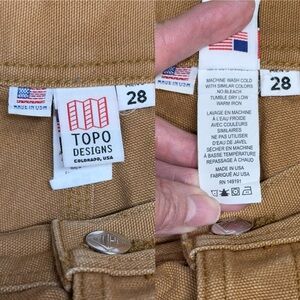 MADE IN USA
28
TOPO
DESIGNS
COLORADO, USA
28
MACHINE WASH COLD
WITH SIMILAR COLORS
NO BLEACH
TUMBLE DRY LOW
WARM IRON
LAVAGE EN MACHINE
À L'EAU FROIDE
AVEC COULEURS
SIMILAIRES
NE PAS UTILISER
D'EAU DE JAVEL
SÉCHER EN MACHINE
À BASSE TEMPÉRATURE
REPASSAGE À CHAUD
MADE IN USA
FABRIQUÉ AU USA
RN 149191